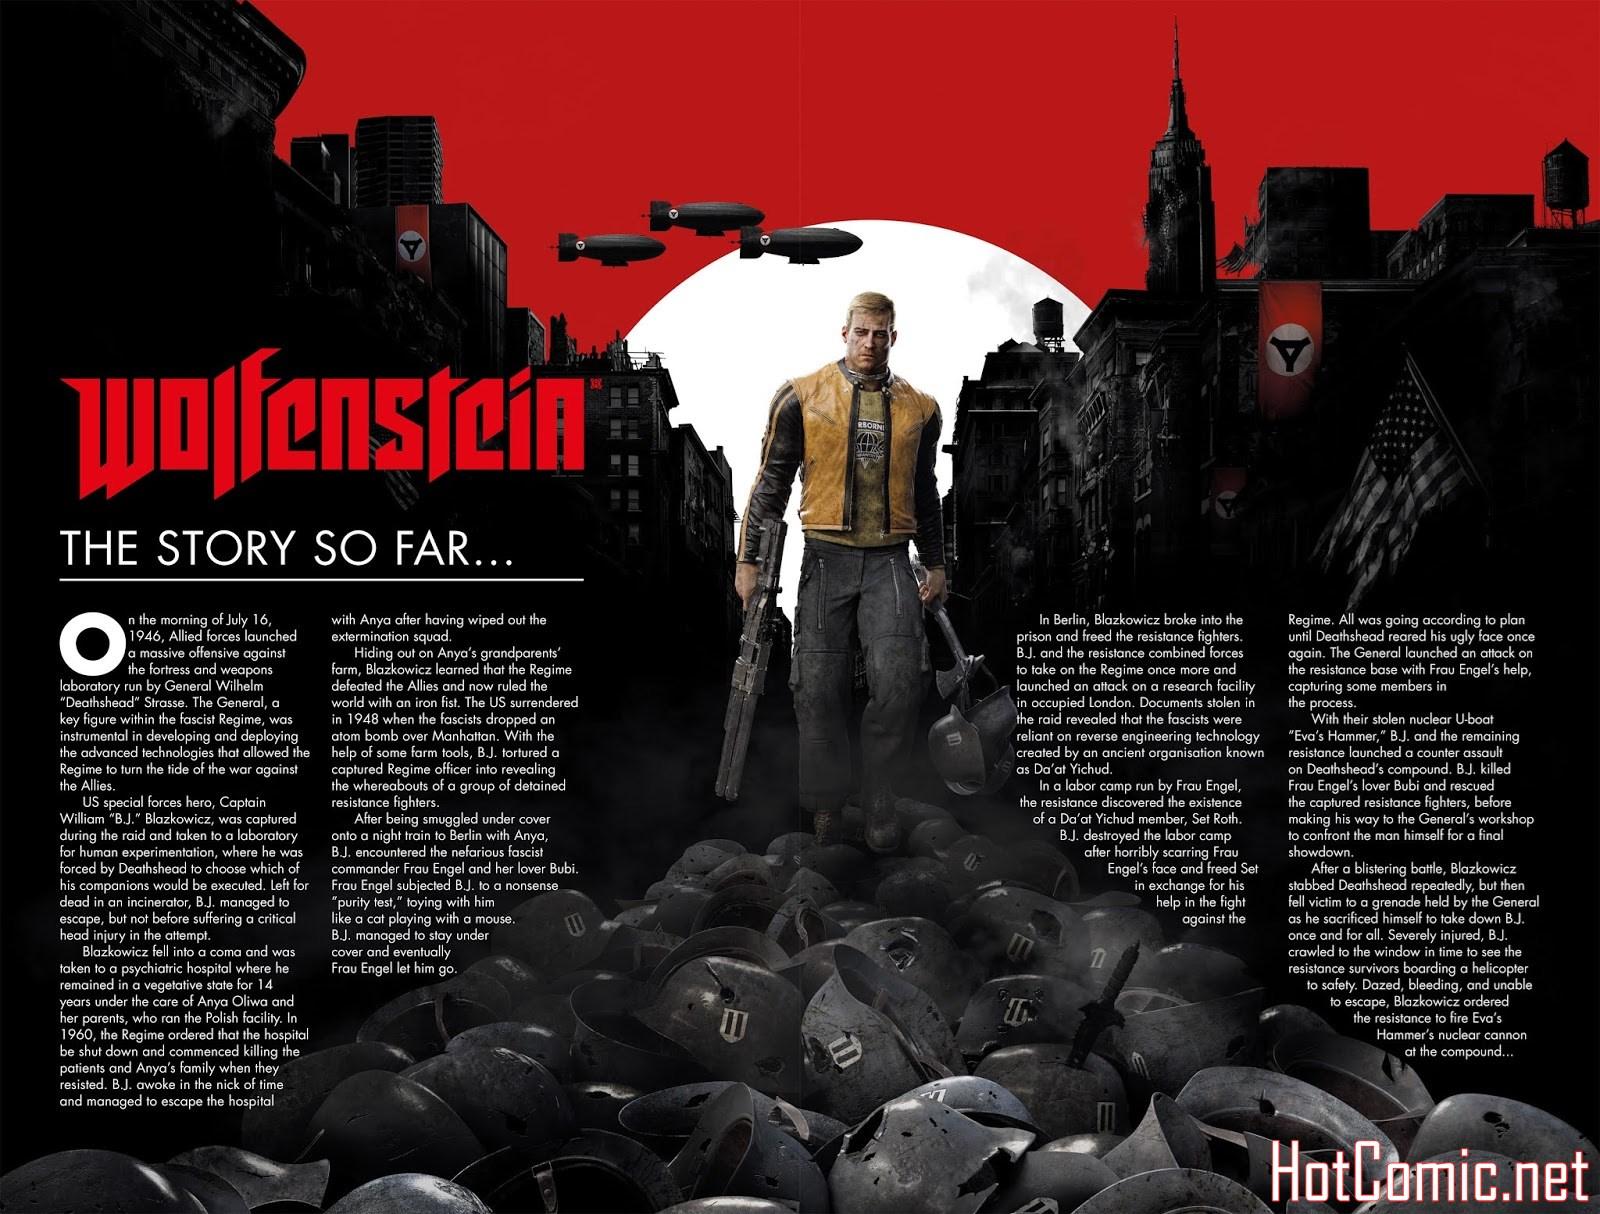 Wolfenstein
THE STORY SO FAR...
On the morning of July 16,
1946, Allied forces launched
a massive offensive against
the fortress and weapons
laboratory run by General Wilhelm
“Deathshead” Strasse. The General, a
key figure within the fascist Regime, was
instrumental in developing and deploying
the advanced technologies that allowed the
Regime to turn the tide of the war against
the Allies.
US special forces hero, Captain
William “B.J.” Blazkowicz, was captured
during the raid and taken to a laboratory
for human experimentation, where he was
forced by Deathshead to choose which of
his companions would be executed. Left for
dead in an incinerator, B.J. managed to
escape, but not before suffering a critical
head injury in the attempt.
Blazkowicz fell into a coma and was
taken to a psychiatric hospital where he
remained in a vegetative state for 14
years under the care of Anya Oliwa and
her parents, who ran the Polish facility. In
1960, the Regime ordered that the hospital
be shut down and commenced killing the
patients and Anya’s family when they
resisted. B.J. awoke in the nick of time
and managed to escape the hospital
with Anya after having wiped out the
extermination squad.
Hiding out on Anya’s grandparents’
farm, Blazkowicz learned that the Regime
defeated the Allies and now ruled the
world with an iron fist. The US surrendered
in 1948 when the fascists dropped an
atom bomb over Manhattan. With the
help of some farm tools, B.J. tortured a
captured Regime officer into revealing
the whereabouts of a group of detained
resistance fighters.
After being smuggled under cover
onto a night train to Berlin with Anya,
B.J. encountered the nefarious fascist
commander Frau Engel and her lover Bubi.
Frau Engel subjected B.J. to a nonsense
“purity test,” toying with him
like a cat playing with a mouse.
B.J. managed to stay under
cover and eventually
Frau Engel let him go.
In Berlin, Blazkowicz broke into the
prison and freed the resistance fighters.
B.J. and the resistance combined forces
to take on the Regime once more and
launched an attack on a research facility
in occupied London. Documents stolen in
the raid revealed that the fascists were
reliant on reverse engineering technology
created by an ancient organisation known
as Da’at Yichud.
In a labor camp run by Frau Engel,
the resistance discovered the existence
of a Da’at Yichud member, Set Roth.
B.J. destroyed the labor camp
after horribly scarring Frau
Engel’s face and freed Set
in exchange for his
help in the fight
against the
Regime. All was going according to plan
until Deathshead reared his ugly face once
again. The General launched an attack on
the resistance base with Frau Engel’s help,
capturing some members in
the process.
With their stolen nuclear U-boat
“Eva’s Hammer,” B.J. and the remaining
resistance launched a counter assault
on Deathshead’s compound. B.J. killed
Frau Engel’s lover Bubi and rescued
the captured resistance fighters, before
making his way to the General’s workshop
to confront the man himself for a final
showdown.
After a blistering battle, Blazkowicz
stabbed Deathshead repeatedly, but then
fell victim to a grenade held by the General
as he sacrificed himself to take down B.J.
once and for all. Severely injured, B.J.
crawled to the window in time to see the
resistance survivors boarding a helicopter
to safety. Dazed, bleeding, and unable
to escape, Blazkowicz ordered
the resistance to fire Eva’s
Hammer’s nuclear cannon
at the compound...
HotComic.net